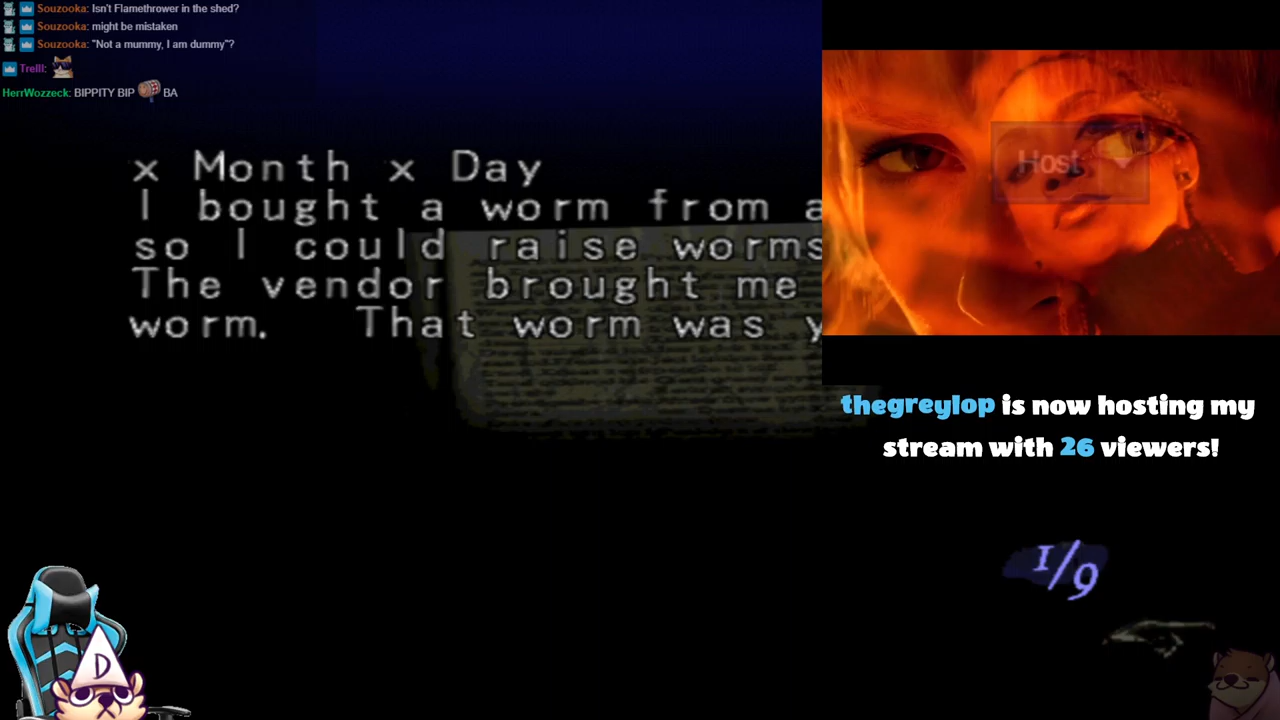 Souzooka: Isn't Flamethrower in the shed?
Souzooka: might be mistaken
Souzooka: "Not a mummy, I am dummy"?
Trelll:
HerrWozzeck: BIPPITY BIP BA
x Month x Day
I bought a worm from a
so I could raise worms
The vendor brought me
worm. That worm was y
Host
thegreylop is now hosting my
stream with 26 viewers!
1/9
D